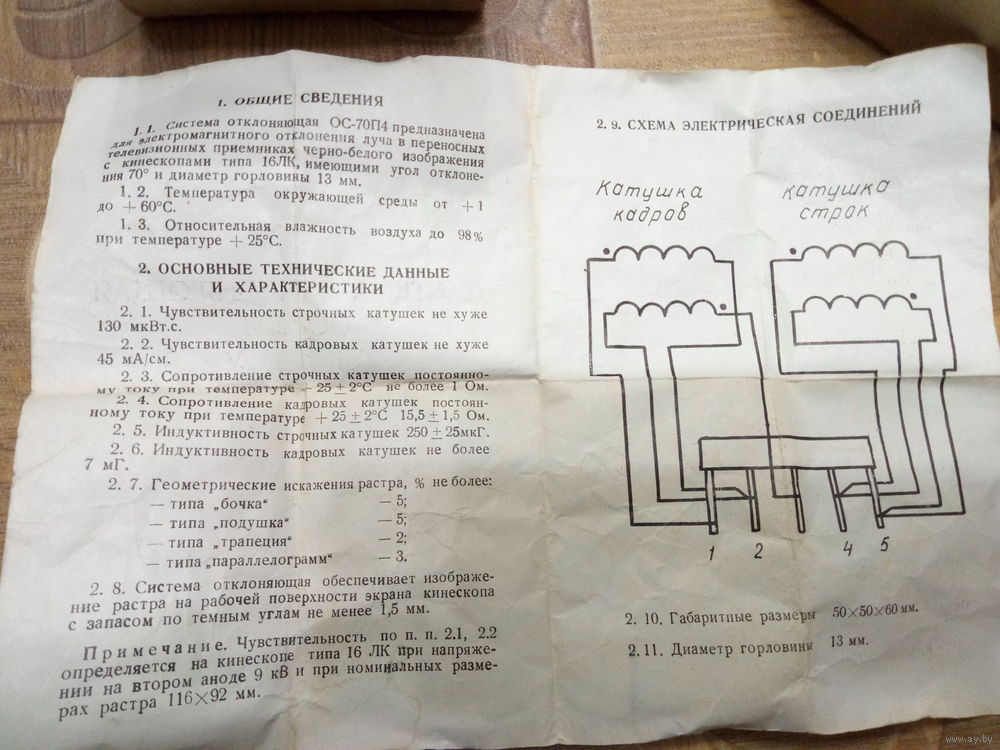 1. ОБЩИЕ СВЕДЕНИЯ
1.1. Система отклоняющая ОС-70П4 предназначена
для электромагнитного отклонения луча в переносных
телевизионных приемниках черно-белого изображения
с кинескопами типа 16ЛК, имеющими угол отклоне-
ния 70° и диаметр горловины 13 мм.
1. 2. Температура окружающей среды от +1
до +60°С.
1. 3. Относительная влажность воздуха до 98%
при температуре +25°С.
2. ОСНОВНЫЕ ТЕХНИЧЕСКИЕ ДАННЫЕ
И ХАРАКТЕРИСТИКИ
2. 1. Чувствительность строчных катушек не хуже
130 мкВт.с.
2. 2. Чувствительность кадровых катушек не хуже
45 мА/см.
2. 3. Сопротивление строчных катушек постоянно-
му току при температуре +25±2°С не более 1 Ом.
2. 4. Сопротивление кадровых катушек постоян-
ному току при температуре +25±2°С 15,5±1,5 Ом.
2. 5. Индуктивность строчных катушек 250±25мкГ.
2. 6. Индуктивность кадровых катушек не более
7 мГ.
2. 7. Геометрические искажения растра, % не более:
— типа „бочка“ — 5;
— типа „подушка“ — 5;
— типа „трапеция“ — 2;
— типа „параллелограмм“ — 3.
2. 8. Система отклоняющая обеспечивает изображе-
ние растра на рабочей поверхности экрана кинескопа
с запасом по темным углам не менее 1,5 мм.
Примечание. Чувствительность по п. п. 2.1, 2.2
определяется на кинескопе типа 16 ЛК при напряже-
нии на втором аноде 9 кВ и при номинальных разме-
рах растра 116×92 мм.
2. 9. СХЕМА ЭЛЕКТРИЧЕСКАЯ СОЕДИНЕНИЙ
Катушка кадров
Катушка строк
1 2 4 5
2. 10. Габаритные размеры 50×50×60 мм.
2.11. Диаметр горловины 13 мм.
www.ay.by